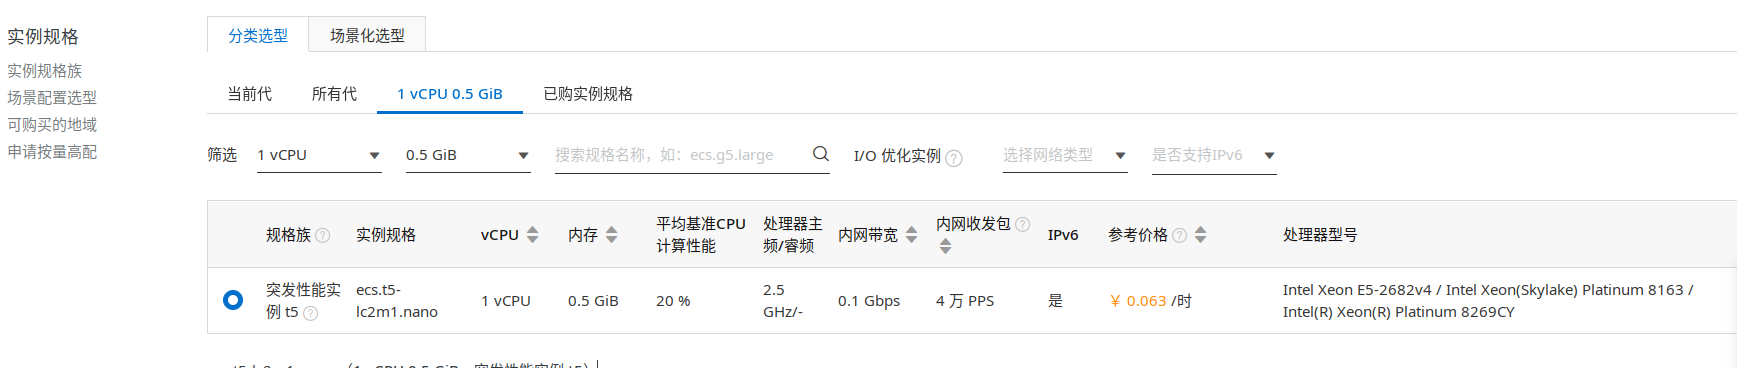 实例规格
实例规格族
场景配置选型
可购买的地域
申请按量高配
分类选型 场景化选型
当前代 所有代 1 vCPU 0.5 GiB 已购实例规格
筛选 1 vCPU 0.5 GiB 搜索规格名称，如：ecs.g5.large I/O 优化实例 ? 选择网络类型 是否支持IPv6
规格族 ? 实例规格 vCPU 内存 平均基准CPU计算性能 处理器主频/睿频 内网带宽 内网收发包 ? IPv6 参考价格 ? 处理器型号
突发性能实例 t5 ? ecs.t5-lc2m1.nano 1 vCPU 0.5 GiB 20 % 2.5 GHz/- 0.1 Gbps 4 万 PPS 是 ¥ 0.063 /时 Intel Xeon E5-2682v4 / Intel Xeon(Skylake) Platinum 8163 / Intel(R) Xeon(R) Platinum 8269CY